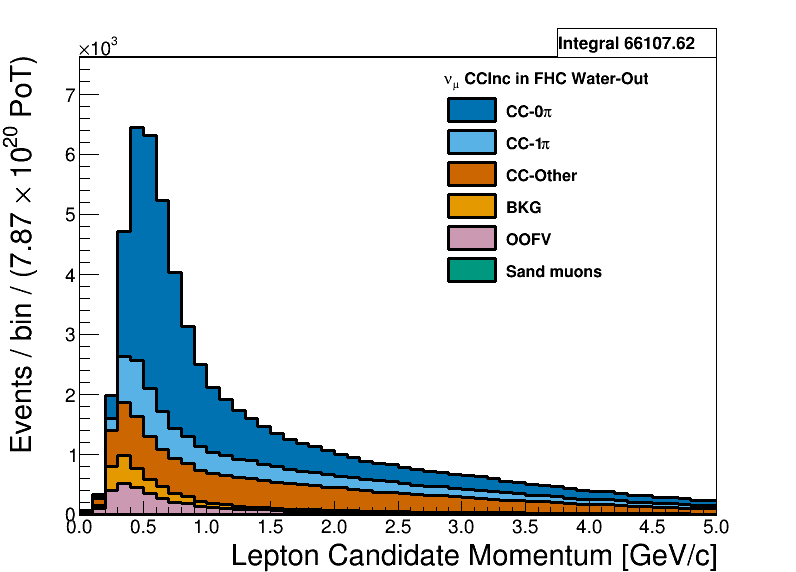 ×10³
Integral 66107.62
ν_μ CCInc in FHC Water-Out
CC-0π
CC-1π
CC-Other
BKG
OOFV
Sand muons
Events / bin / (7.87 × 10²⁰ PoT)
7
6
5
4
3
2
1
0
0.0 0.5 1.0 1.5 2.0 2.5 3.0 3.5 4.0 4.5 5.0
Lepton Candidate Momentum [GeV/c]